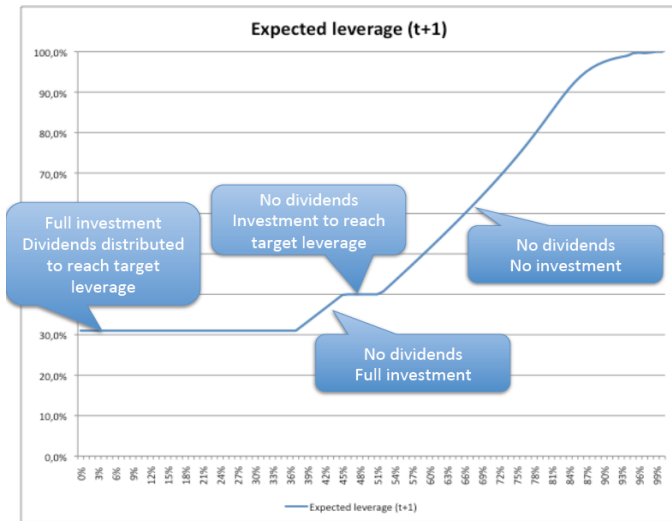 Expected leverage (t+1)
100,0%
90,0%
80,0%
70,0%
No dividends
Investment to reach
target leverage
Full investment
Dividends distributed
to reach target
leverage
No dividends
No investment
30,0%
No dividends
Full investment
20,0%
10,0%
0,0%
0% 3% 6% 9% 12% 15% 18% 21% 24% 27% 30% 33% 36% 39% 42% 45% 48% 51% 54% 57% 60% 63% 66% 69% 72% 75% 78% 81% 84% 87% 90% 93% 96% 99%
Expected leverage (t+1)